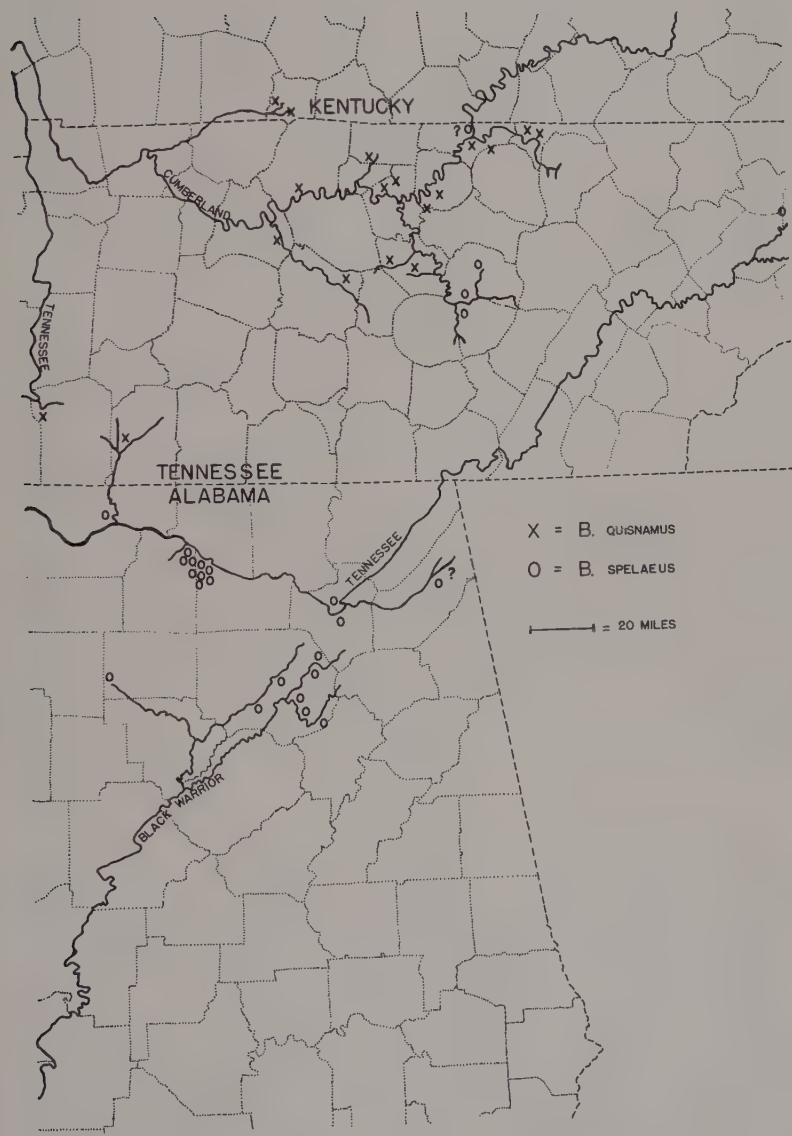 KENTUCKY
CUMBERLAND
TENNESSEE
TENNESSEE
ALABAMA
TENNESSEE
X = B. QUISNAMUS
O = B. SPELAEUS
= 20 MILES
BLACK WARRIOR